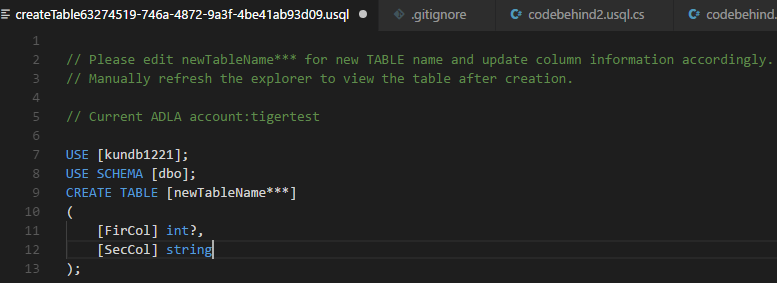 createTable63274519-746a-4872-9a3f-4be41ab93d09.usql .gitignore codebehind2.usql.cs codebehind.
1
2 // Please edit newTableName*** for new TABLE name and update column information accordingly.
3 // Manually refresh the explorer to view the table after creation.
4
5 // Current ADLA account:tigertest
6
7 USE [kundb1221];
8 USE SCHEMA [dbo];
9 CREATE TABLE [newTableName***]
10 (
11 [FirCol] int?,
12 [SecCol] string
13 );